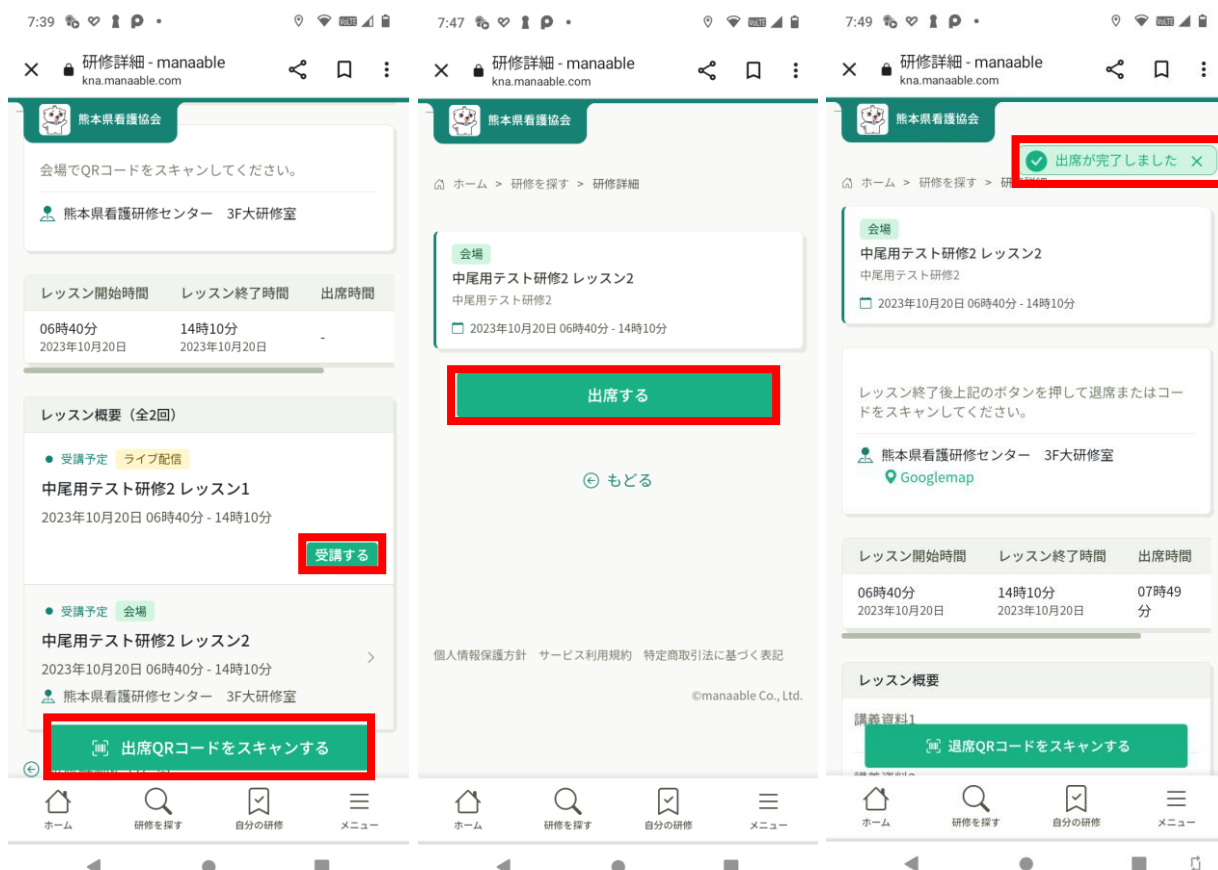 7:39
研修詳細 - manaable
kna.manaable.com
熊本県看護協会
会場でQRコードをスキャンしてください。
熊本県看護研修センター 3F大研修室
レッスン開始時間 レッスン終了時間 出席時間
06時40分 14時10分 -
2023年10月20日 2023年10月20日
レッスン概要（全2回）
受講予定 ライブ配信
中尾用テスト研修2 レッスン1
2023年10月20日 06時40分 - 14時10分
受講する
受講予定 会場
中尾用テスト研修2 レッスン2
2023年10月20日 06時40分 - 14時10分
熊本県看護研修センター 3F大研修室
出席QRコードをスキャンする
ホーム 研修を探す 自分の研修 メニュー
7:47
研修詳細 - manaable
kna.manaable.com
熊本県看護協会
ホーム > 研修を探す > 研修詳細
会場
中尾用テスト研修2 レッスン2
中尾用テスト研修2
2023年10月20日 06時40分 - 14時10分
出席する
もどる
個人情報保護方針 サービス利用規約 特定商取引法に基づく表記
©manaable Co., Ltd.
ホーム 研修を探す 自分の研修 メニュー
7:49
研修詳細 - manaable
kna.manaable.com
熊本県看護協会
出席が完了しました ×
ホーム > 研修を探す > 研修詳細
会場
中尾用テスト研修2 レッスン2
中尾用テスト研修2
2023年10月20日 06時40分 - 14時10分
レッスン終了後上記のボタンを押して退席またはコー
ドをスキャンしてください。
熊本県看護研修センター 3F大研修室
Googlemap
レッスン開始時間 レッスン終了時間 出席時間
06時40分 14時10分 07時49
2023年10月20日 2023年10月20日 分
レッスン概要
講義資料1
退席QRコードをスキャンする
ホーム 研修を探す 自分の研修 メニュー